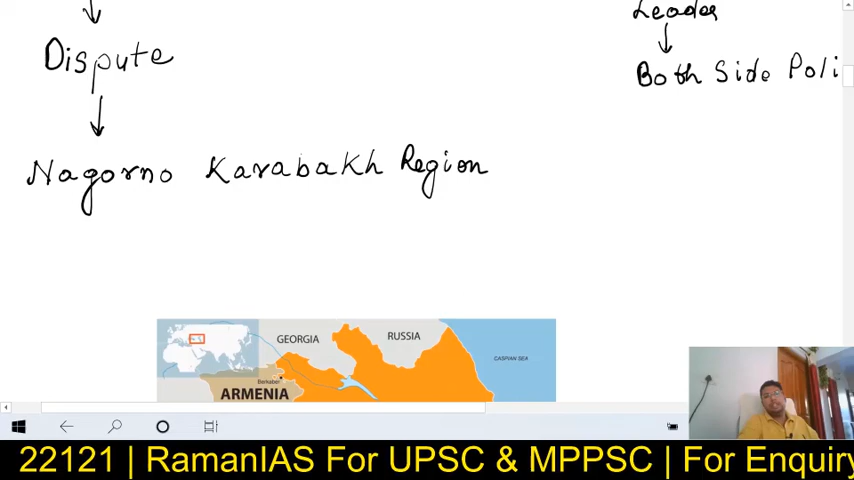 Leader
Dispute
Both Side Poli
Nagorno Karabakh Region
GEORGIA
RUSSIA
CASPIAN SEA
ARMENIA
22121 | RamanIAS For UPSC & MPPSC | For Enquiry